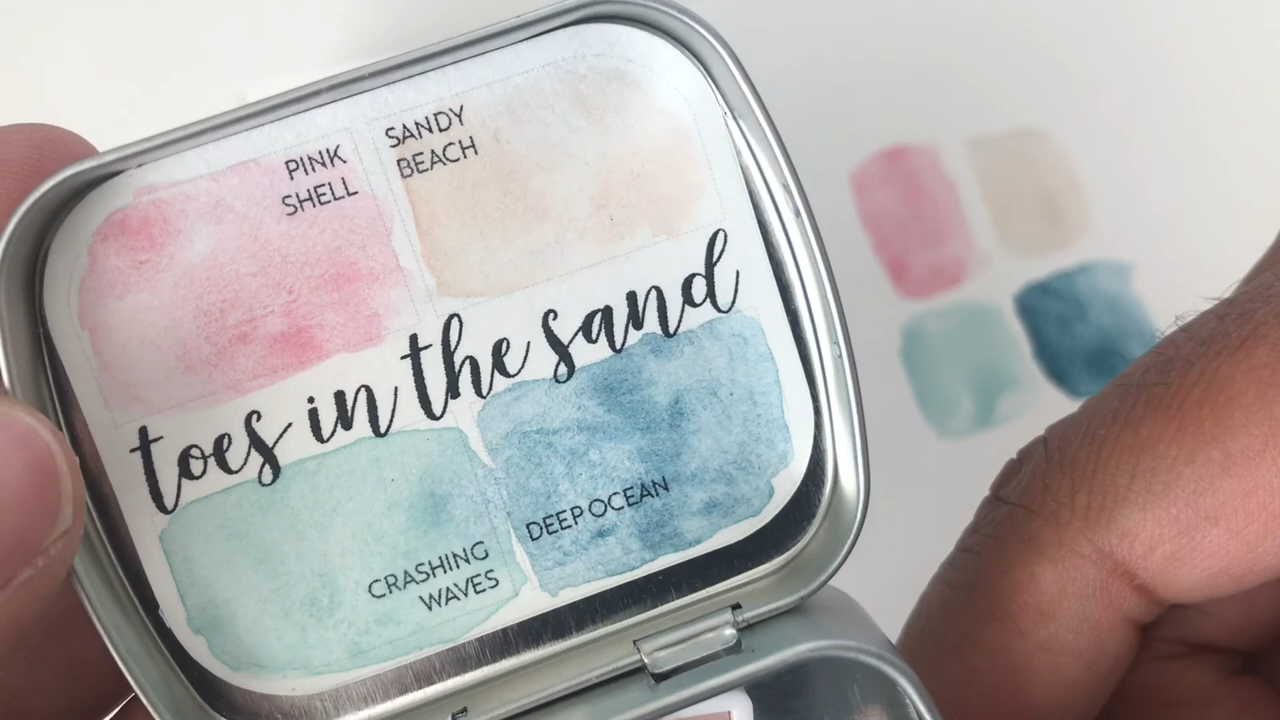 PINK
SHELL
SANDY
BEACH
toes in the sand
CRASHING
WAVES
DEEP OCEAN